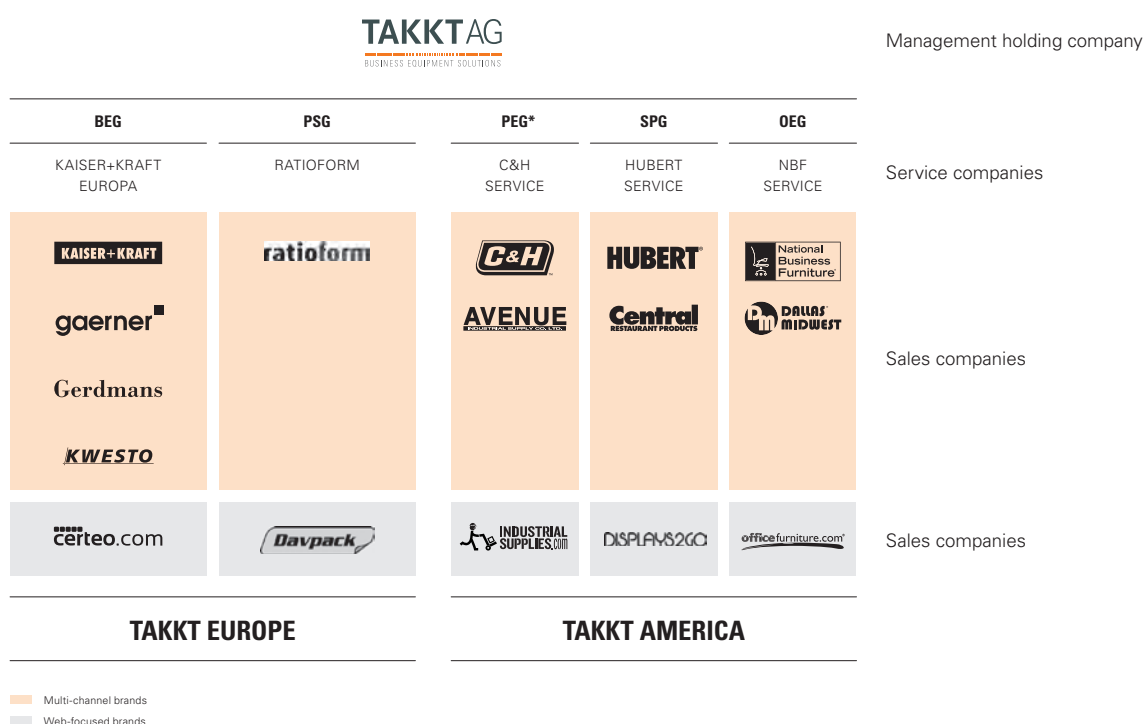 TAKKT AG
BUSINESS EQUIPMENT SOLUTIONS
Management holding company
BEG PSG PEG* SPG OEG
KAISER+KRAFT EUROPA
RATIOFORM
C&H SERVICE
HUBERT SERVICE
NBF SERVICE
Service companies
KAISER+KRAFT
gaerner
Gerdmans
KWESTO
ratioform
C&H
AVENUE
INDUSTRIAL SUPPLY CO. LTD.
HUBERT®
Central
RESTAURANT PRODUCTS
National
Business
Furniture
DM DALLAS
MIDWEST
Sales companies
certeo.com
Davpack
INDUSTRIAL
SUPPLIES.com
DISPLAYS2GO
officefurniture.com
Sales companies
TAKKT EUROPE
TAKKT AMERICA
Multi-channel brands
Web-focused brands